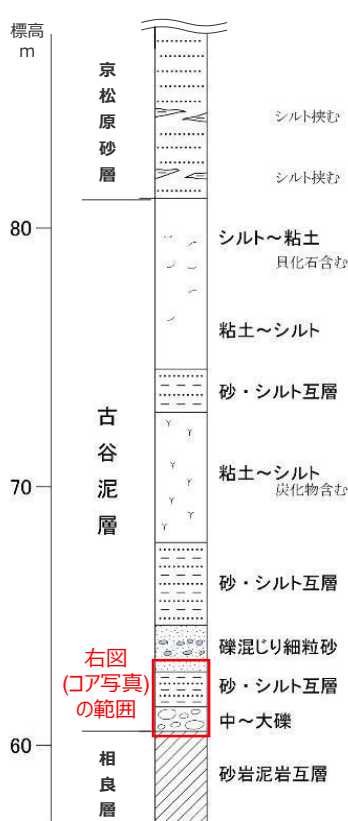 標高
m
京松原砂層
シルト挟む
シルト挟む
80
シルト～粘土
貝化石含む
粘土～シルト
砂・シルト互層
古谷泥層
70
粘土～シルト
炭化物含む
砂・シルト互層
礫混じり細粒砂
右図
(コア写真)
の範囲
砂・シルト互層
中～大礫
60
相良層
砂岩泥岩互層